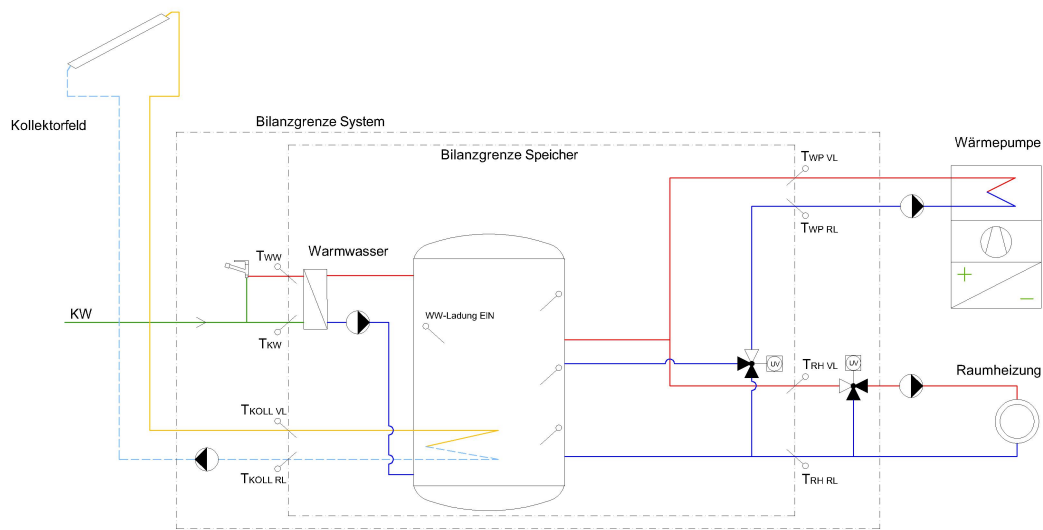 Kollektorfeld
Bilanzgrenze System
Bilanzgrenze Speicher
Wärmepumpe
TWP VL
TWP RL
TWW
Warmwasser
KW
TKW
WW-Ladung EIN
UV
UV
TRH VL
Raumheizung
TKOLL VL
TKOLL RL
TRH RL